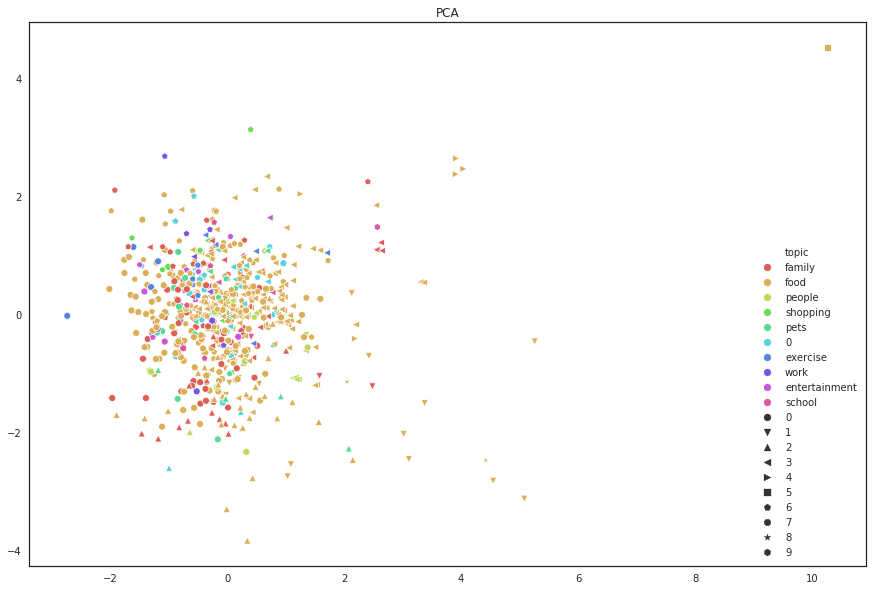 PCA
4
2
0
−2
−4
−2
0
2
4
6
8
10
topic
family
food
people
shopping
pets
0
exercise
work
entertainment
school
0
1
2
3
4
5
6
7
8
9